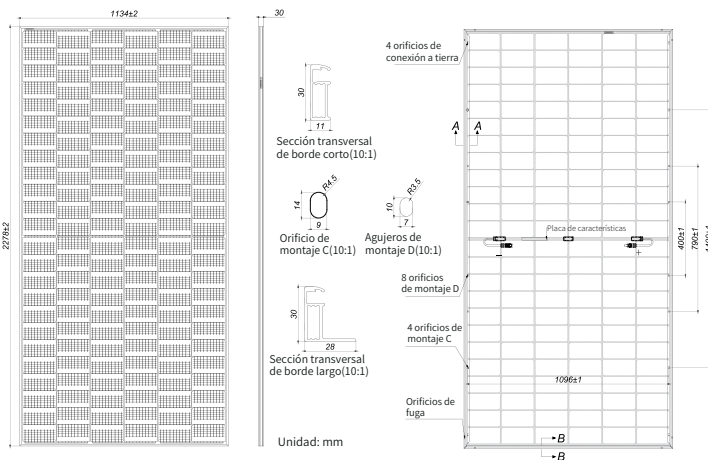 1134±2
30
2278±2
30
11
Sección transversal
de borde corto(10:1)
R4.5
14
9
Orificio de
montaje C(10:1)
R3.5
10
7
Agujeros de
montaje D(10:1)
30
28
Sección transversal
de borde largo(10:1)
Unidad: mm
4 orificios de
conexión a tierra
A
A
Placa de características
-
+
400±1
790±1
8 orificios
de montaje D
4 orificios de
montaje C
1096±1
Orificios de
fuga
B
B